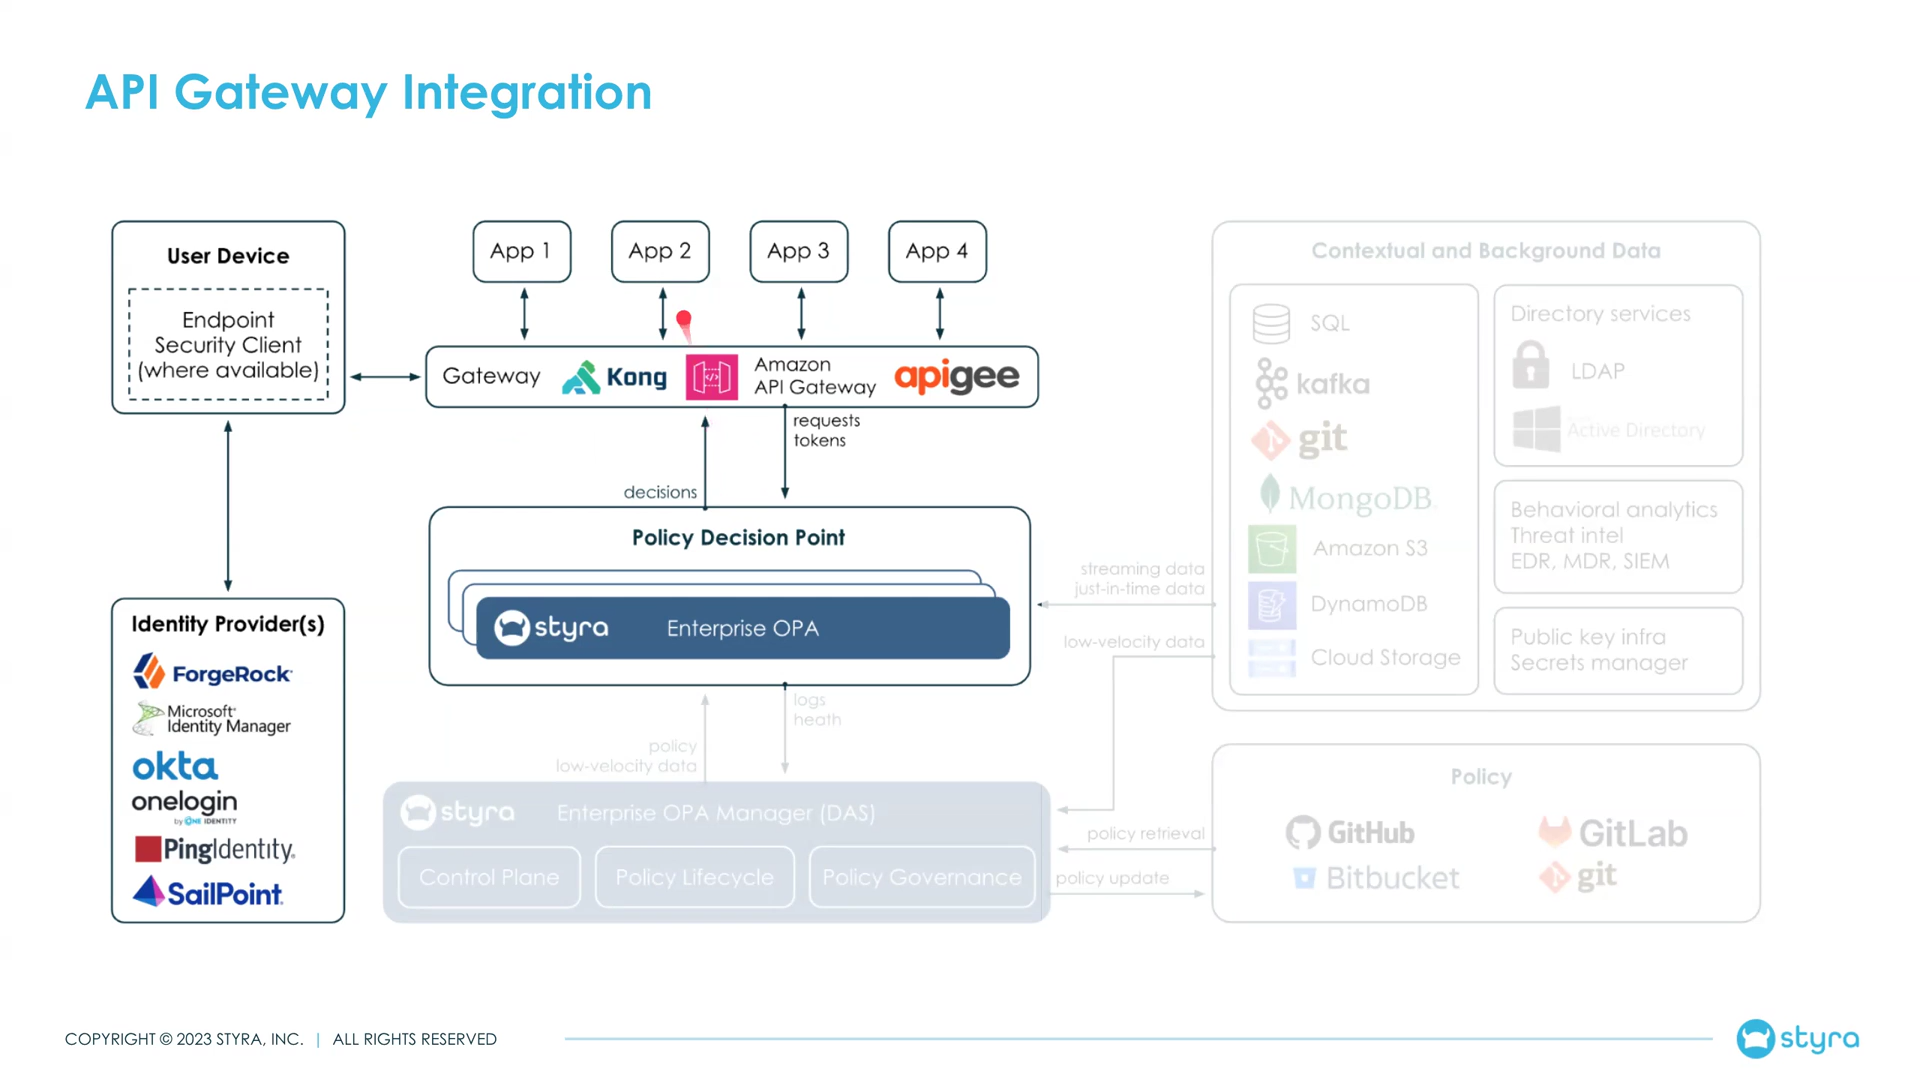 API Gateway Integration
User Device
Endpoint
Security Client
(where available)
App 1
App 2
App 3
App 4
Gateway
Kong
Amazon
API Gateway
apigee
requests
tokens
decisions
Policy Decision Point
styra
Enterprise OPA
Identity Provider(s)
ForgeRock
Microsoft
Identity Manager
okta
onelogin
by ONE IDENTITY
PingIdentity.
SailPoint
logs
heath
policy
low-velocity data
styra
Enterprise OPA Manager (DAS)
Control Plane
Policy Lifecycle
Policy Governance
streaming data
just-in-time data
low-velocity data
policy retrieval
policy update
Contextual and Background Data
SQL
kafka
git
MongoDB
Amazon S3
DynamoDB
Cloud Storage
Directory services
LDAP
Active Directory
Behavioral analytics
Threat intel
EDR, MDR, SIEM
Public key infra
Secrets manager
Policy
GitHub
GitLab
Bitbucket
git
COPYRIGHT © 2023 STYRA, INC. | ALL RIGHTS RESERVED
styra